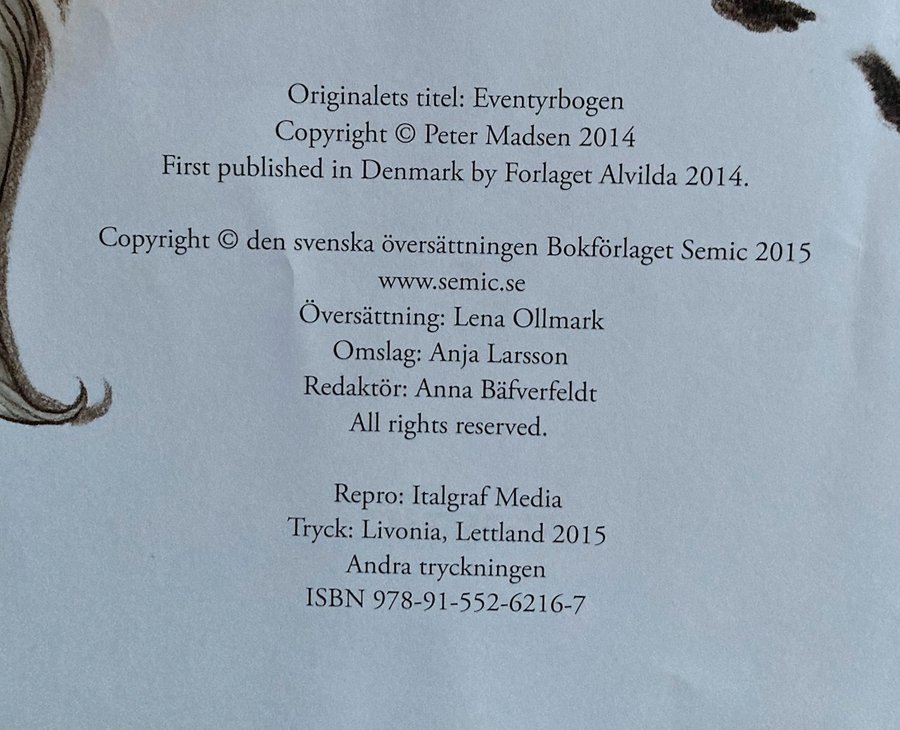 Originalets titel: Eventyrbogen
Copyright © Peter Madsen 2014
First published in Denmark by Forlaget Alvilda 2014.
Copyright © den svenska översättningen Bokförlaget Semic 2015
www.semic.se
Översättning: Lena Ollmark
Omslag: Anja Larsson
Redaktör: Anna Bäfverfeldt
All rights reserved.
Repro: Italgraf Media
Tryck: Livonia, Lettland 2015
Andra tryckningen
ISBN 978-91-552-6216-7